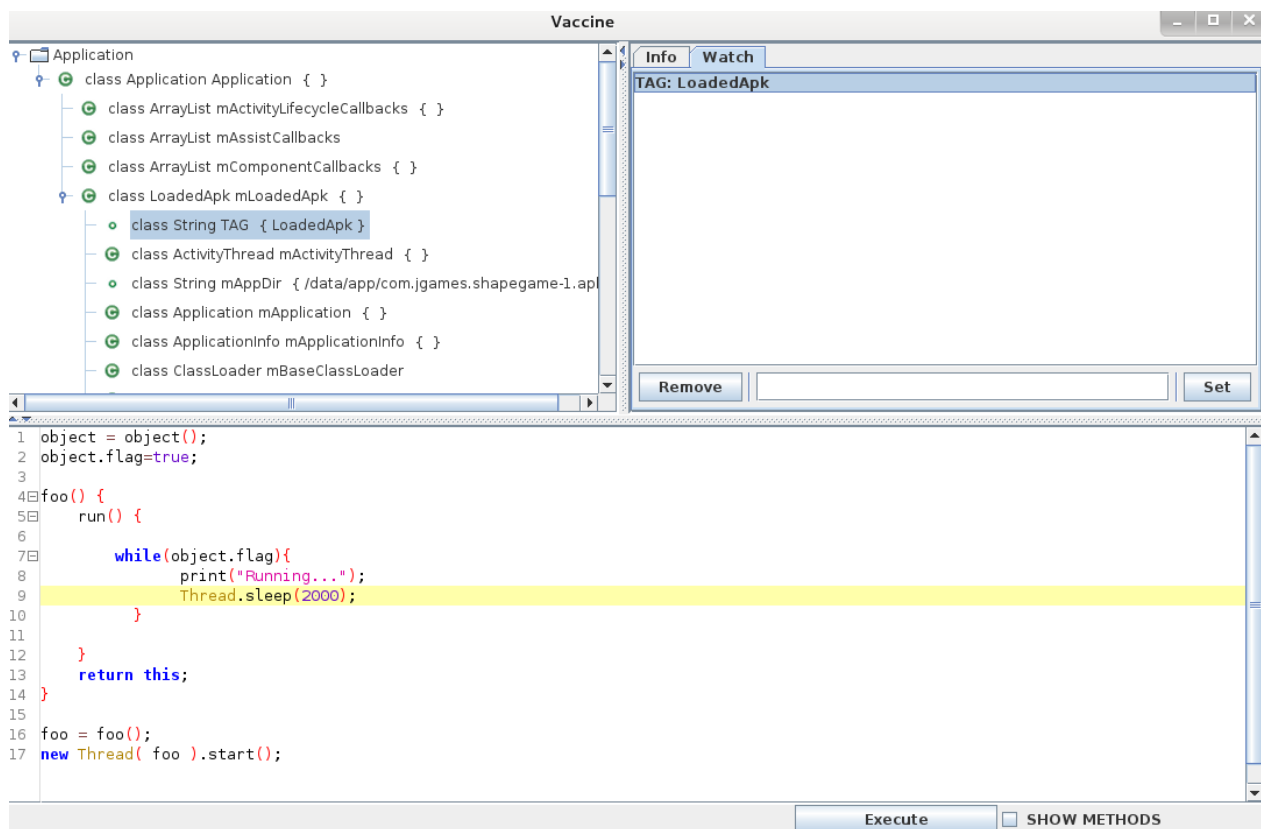 Vaccine
Application
class Application Application { }
class ArrayList mActivityLifecycleCallbacks { }
class ArrayList mAssistCallbacks
class ArrayList mComponentCallbacks { }
class LoadedApk mLoadedApk { }
class String TAG { LoadedApk }
class ActivityThread mActivityThread { }
class String mAppDir { /data/app/com.jgames.shapegame-1.apl
class Application mApplication { }
class ApplicationInfo mApplicationInfo { }
class ClassLoader mBaseClassLoader
Info Watch
TAG: LoadedApk
Remove Set
1 object = object();
2 object.flag=true;
3
4 foo() {
5 run() {
6
7 while(object.flag){
8 print("Running...");
9 Thread.sleep(2000);
10 }
11
12 }
13 return this;
14 }
15
16 foo = foo();
17 new Thread( foo ).start();
Execute SHOW METHODS